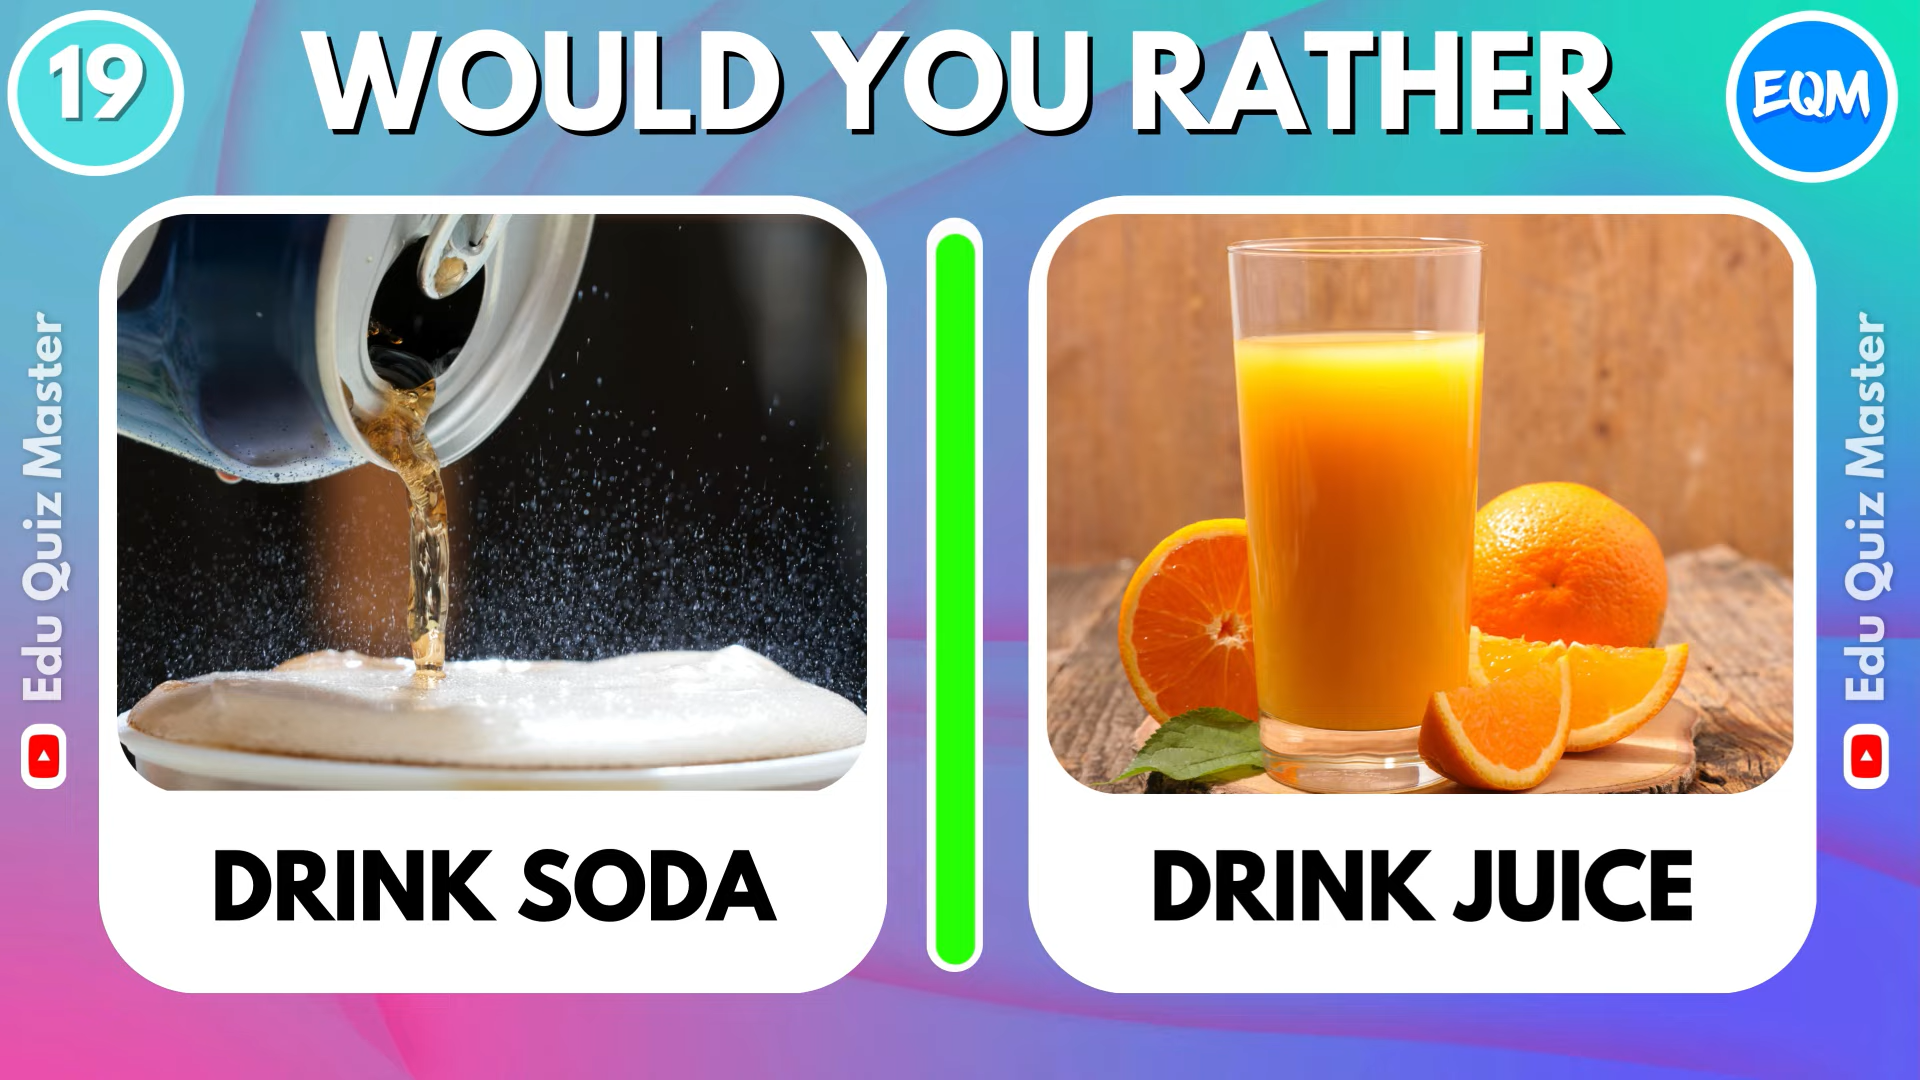 19
WOULD YOU RATHER
EQM
Edu Quiz Master
DRINK SODA
DRINK JUICE
Edu Quiz Master